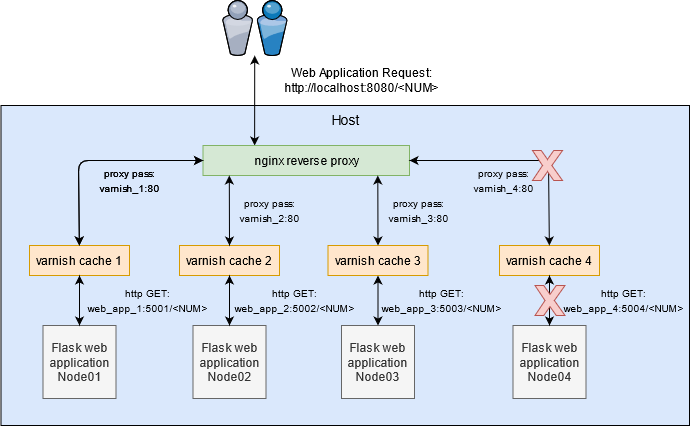 Web Application Request:
http://localhost:8080/<NUM>
Host
nginx reverse proxy
proxy pass:
varnish_1:80
proxy pass:
varnish_2:80
proxy pass:
varnish_3:80
proxy pass:
varnish_4:80
varnish cache 1
varnish cache 2
varnish cache 3
varnish cache 4
http GET:
web_app_1:5001/<NUM>
http GET:
web_app_2:5002/<NUM>
http GET:
web_app_3:5003/<NUM>
http GET:
web_app_4:5004/<NUM>
Flask web
application
Node01
Flask web
application
Node02
Flask web
application
Node03
Flask web
application
Node04